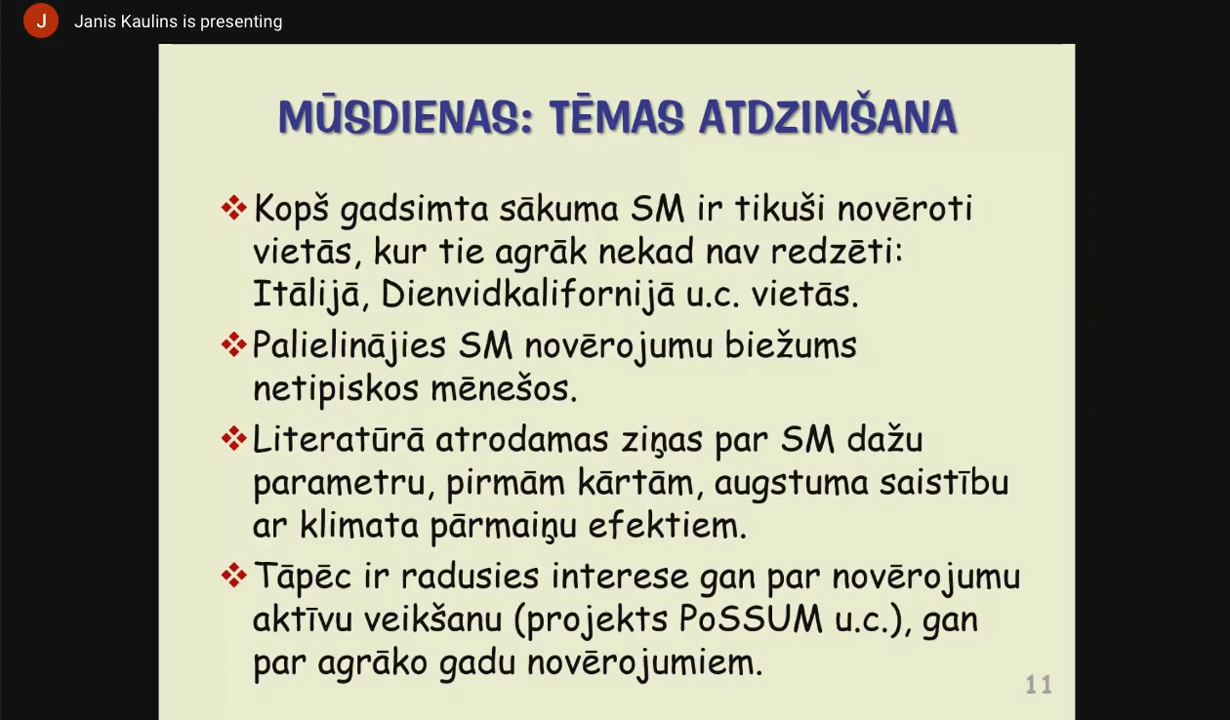 J
Janis Kaulins is presenting
MŪSDIENAS: TĒMAS ATDZIMŠANA
❖Kopš gadsimta sākuma SM ir tikuši novēroti
vietās, kur tie agrāk nekad nav redzēti:
Itālijā, Dienvidkalifornijā u.c. vietās.
❖Palielinājies SM novērojumu biežums
netipiskos mēnešos.
❖Literatūrā atrodamas ziņas par SM dažu
parametru, pirmām kārtām, augstuma saistību
ar klimata pārmaiņu efektiem.
❖Tāpēc ir radusies interese gan par novērojumu
aktīvu veikšanu (projekts PoSSUM u.c.), gan
par agrāko gadu novērojumiem.
11